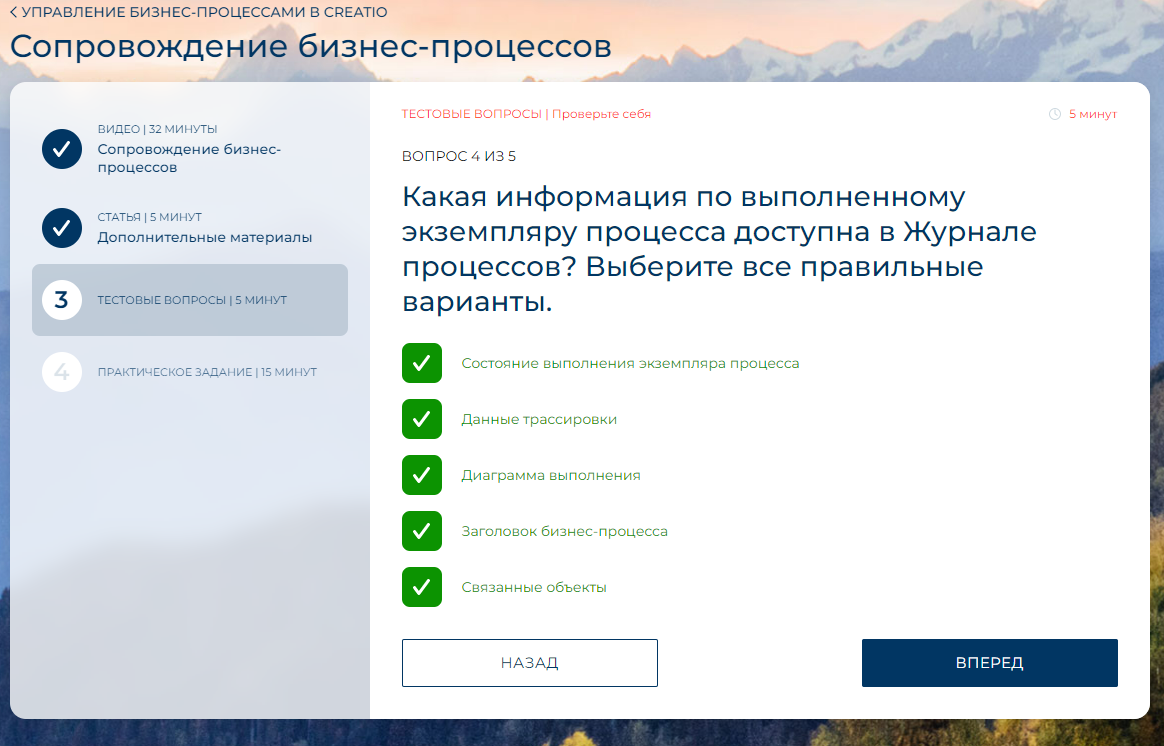 < УПРАВЛЕНИЕ БИЗНЕС-ПРОЦЕССАМИ В CREATIO
Сопровождение бизнес-процессов
ВИДЕО | 32 МИНУТЫ
Сопровождение бизнес-
процессов
СТАТЬЯ | 5 МИНУТ
Дополнительные материалы
3
ТЕСТОВЫЕ ВОПРОСЫ | 5 МИНУТ
4
ПРАКТИЧЕСКОЕ ЗАДАНИЕ | 15 МИНУТ
ТЕСТОВЫЕ ВОПРОСЫ | Проверьте себя
5 минут
ВОПРОС 4 ИЗ 5
Какая информация по выполненному
экземпляру процесса доступна в Журнале
процессов? Выберите все правильные
варианты.
Состояние выполнения экземпляра процесса
Данные трассировки
Диаграмма выполнения
Заголовок бизнес-процесса
Связанные объекты
НАЗАД
ВПЕРЕД